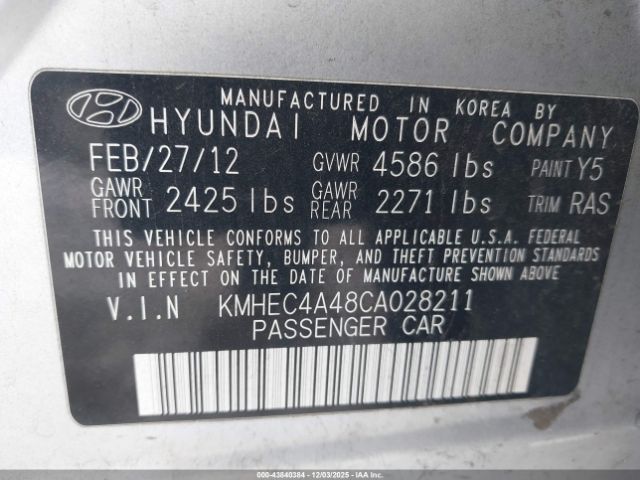 MANUFACTURED IN KOREA BY
HYUNDAI MOTOR COMPANY
FEB/27/12 GVWR 4586 lbs PAINT Y5
GAWR FRONT 2425 lbs GAWR REAR 2271 lbs TRIM RAS
THIS VEHICLE CONFORMS TO ALL APPLICABLE U.S.A. FEDERAL
MOTOR VEHICLE SAFETY, BUMPER, AND THEFT PREVENTION STANDARDS
IN EFFECT ON THE DATE OF MANUFACTURE SHOWN ABOVE.
V.I.N KMHEC4A48CA028211
PASSENGER CAR
000-43840384 - 12/03/2025 - IAAI.COM